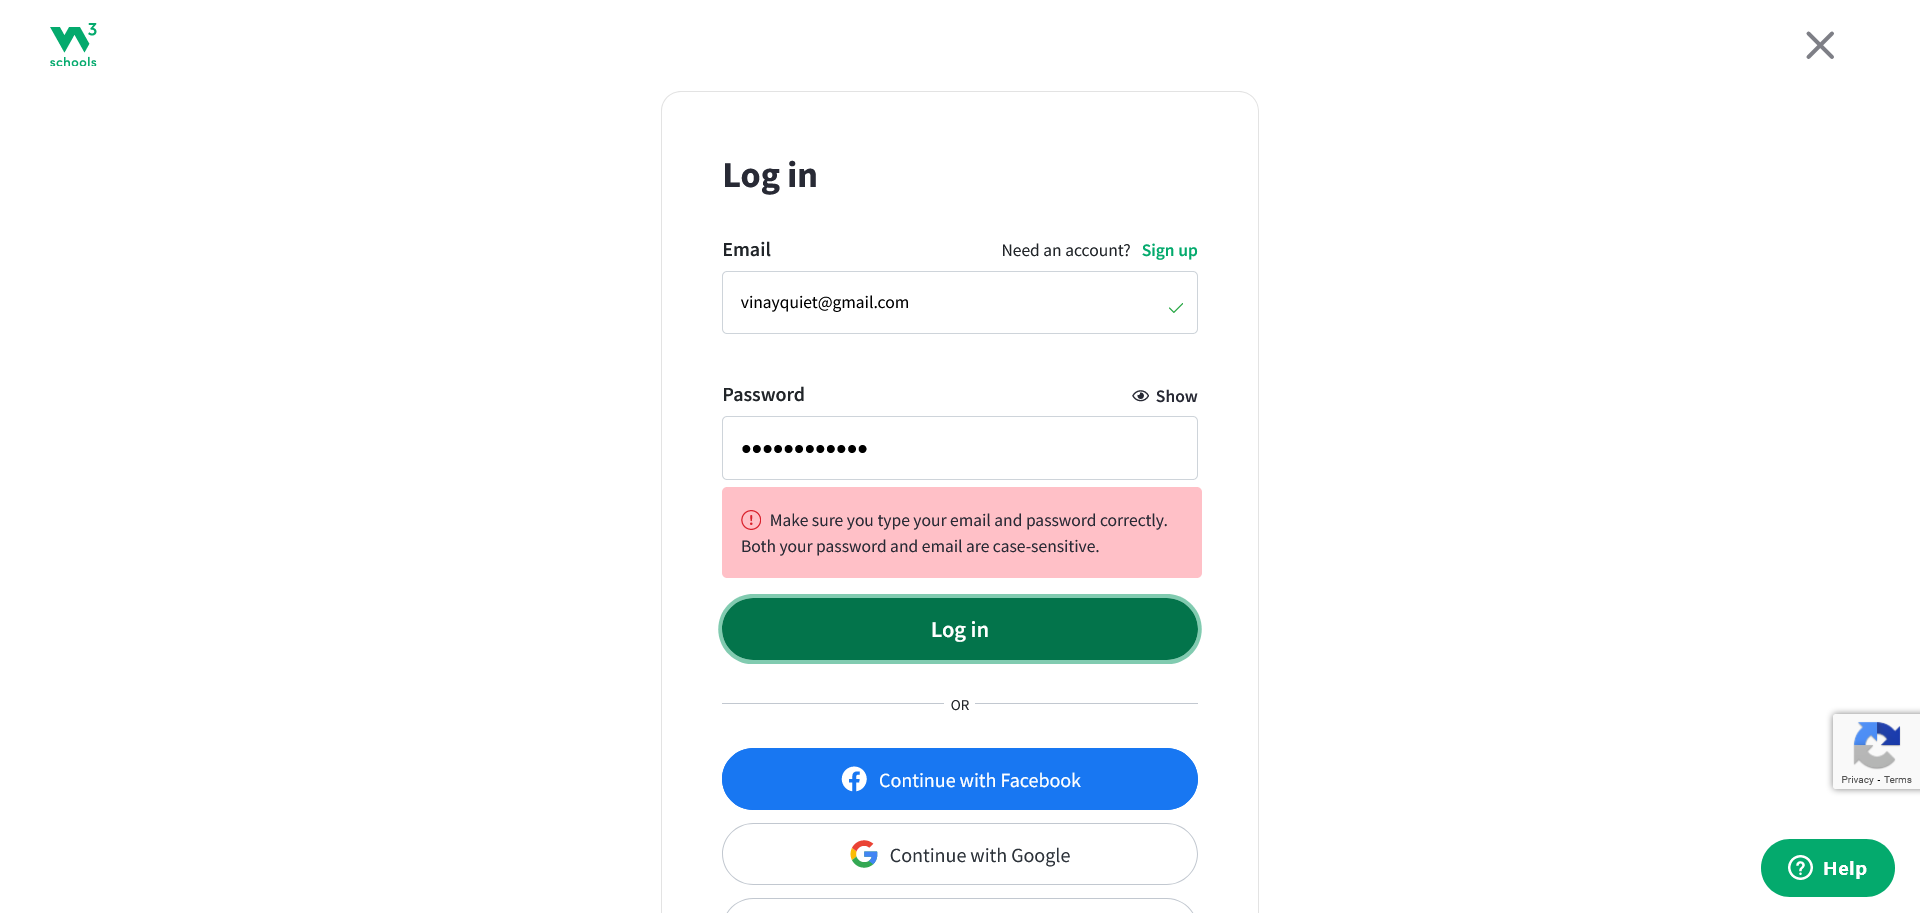 3
schools
Log in
Email
Need an account? Sign up
vinayquiet@gmail.com
Password
Show
●●●●●●●●●●●●
Make sure you type your email and password correctly.
Both your password and email are case-sensitive.
Log in
OR
Continue with Facebook
Continue with Google
Privacy - Terms
Help